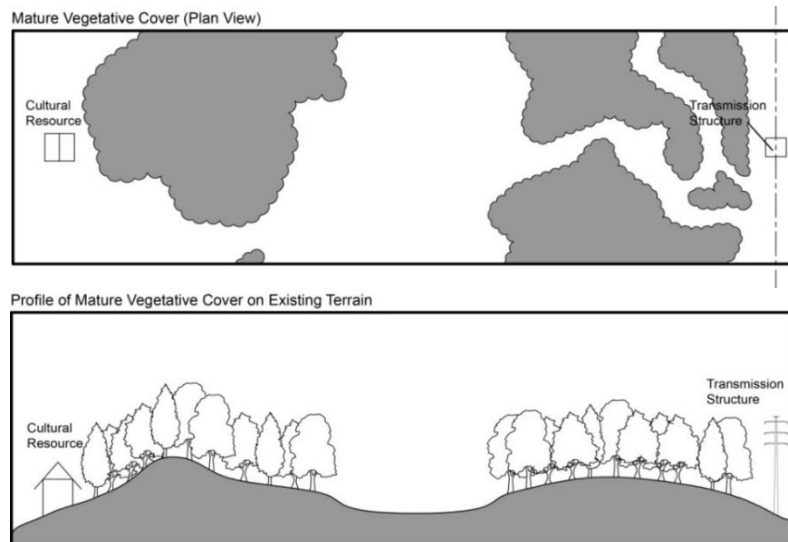 Mature Vegetative Cover (Plan View)
Cultural
Resource
Transmission
Structure
Profile of Mature Vegetative Cover on Existing Terrain
Transmission
Structure
Cultural
Resource